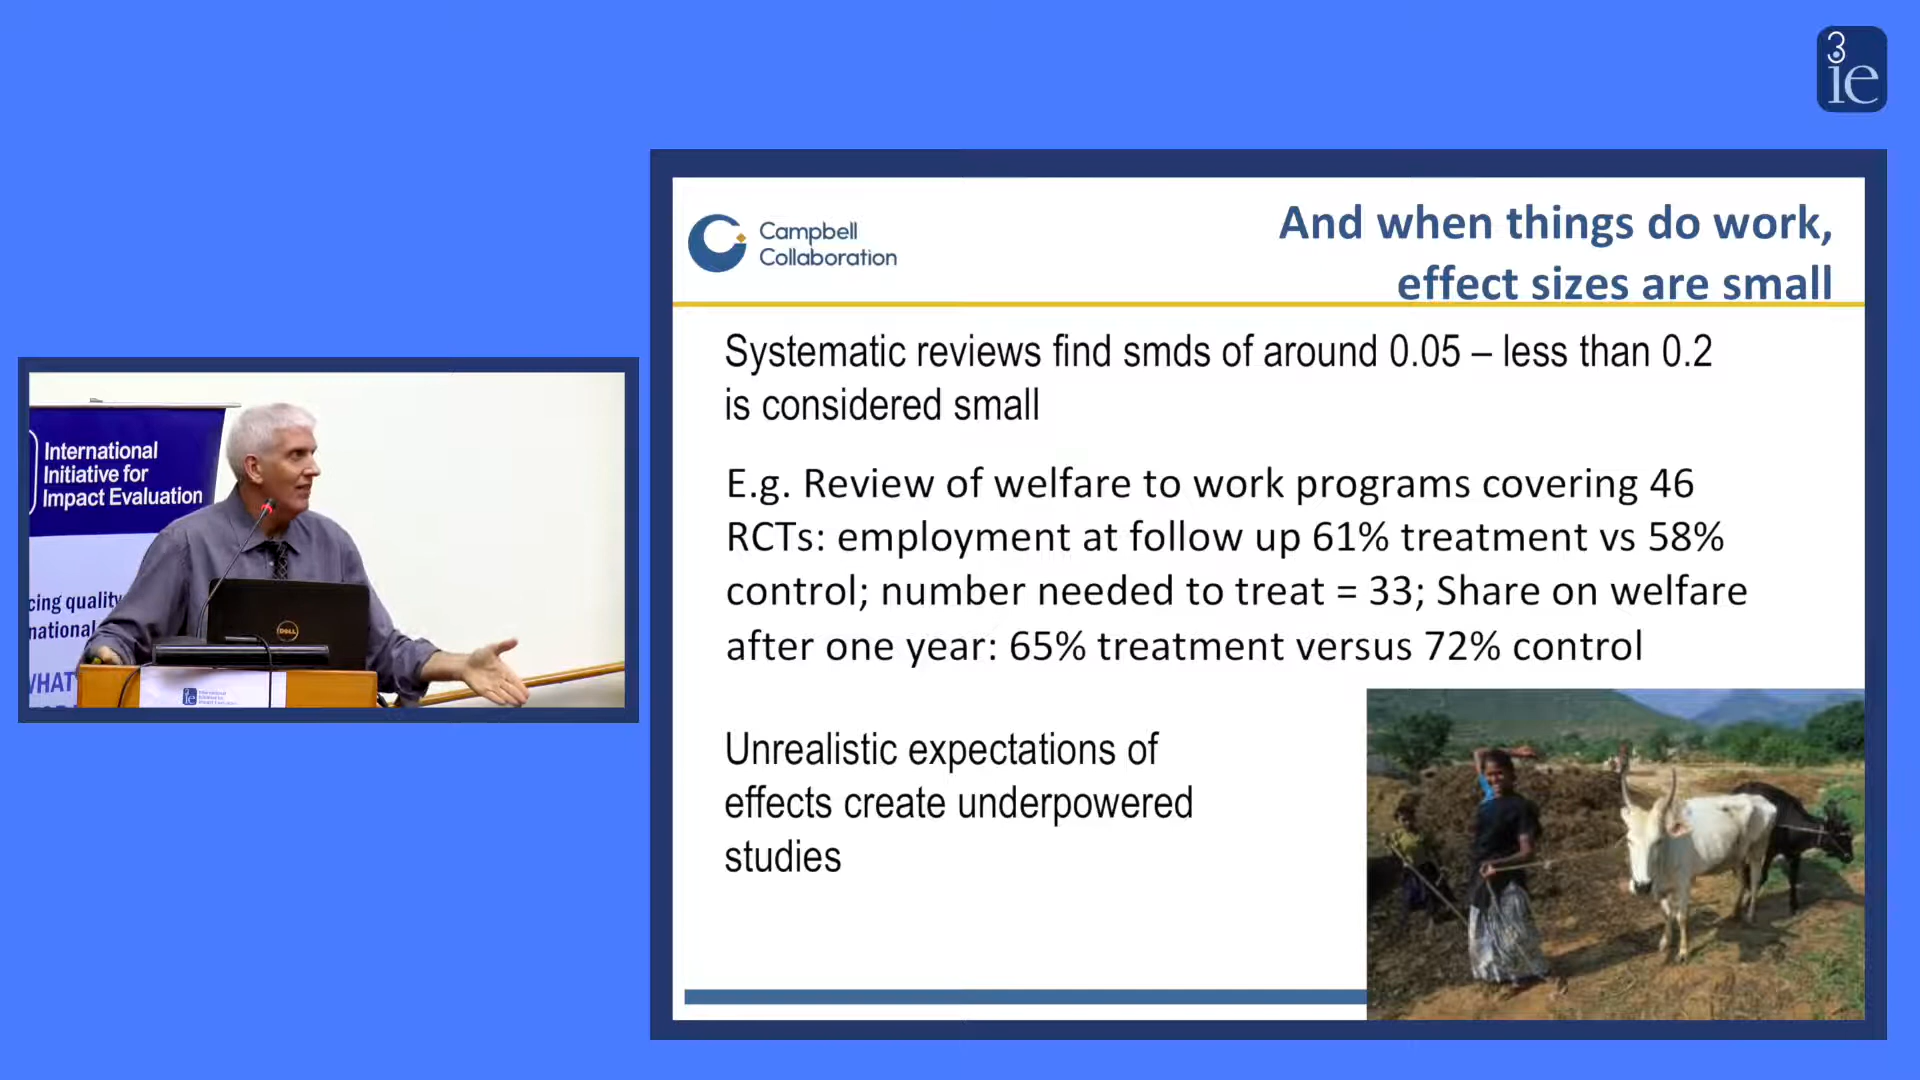 3
ie
Campbell
Collaboration
And when things do work,
effect sizes are small
Systematic reviews find smds of around 0.05 – less than 0.2
is considered small
E.g. Review of welfare to work programs covering 46
RCTs: employment at follow up 61% treatment vs 58%
control; number needed to treat = 33; Share on welfare
after one year: 65% treatment versus 72% control
Unrealistic expectations of
effects create underpowered
studies
International
Initiative for
Impact Evaluation
cing quality
national
WHAT
DELL
3ie